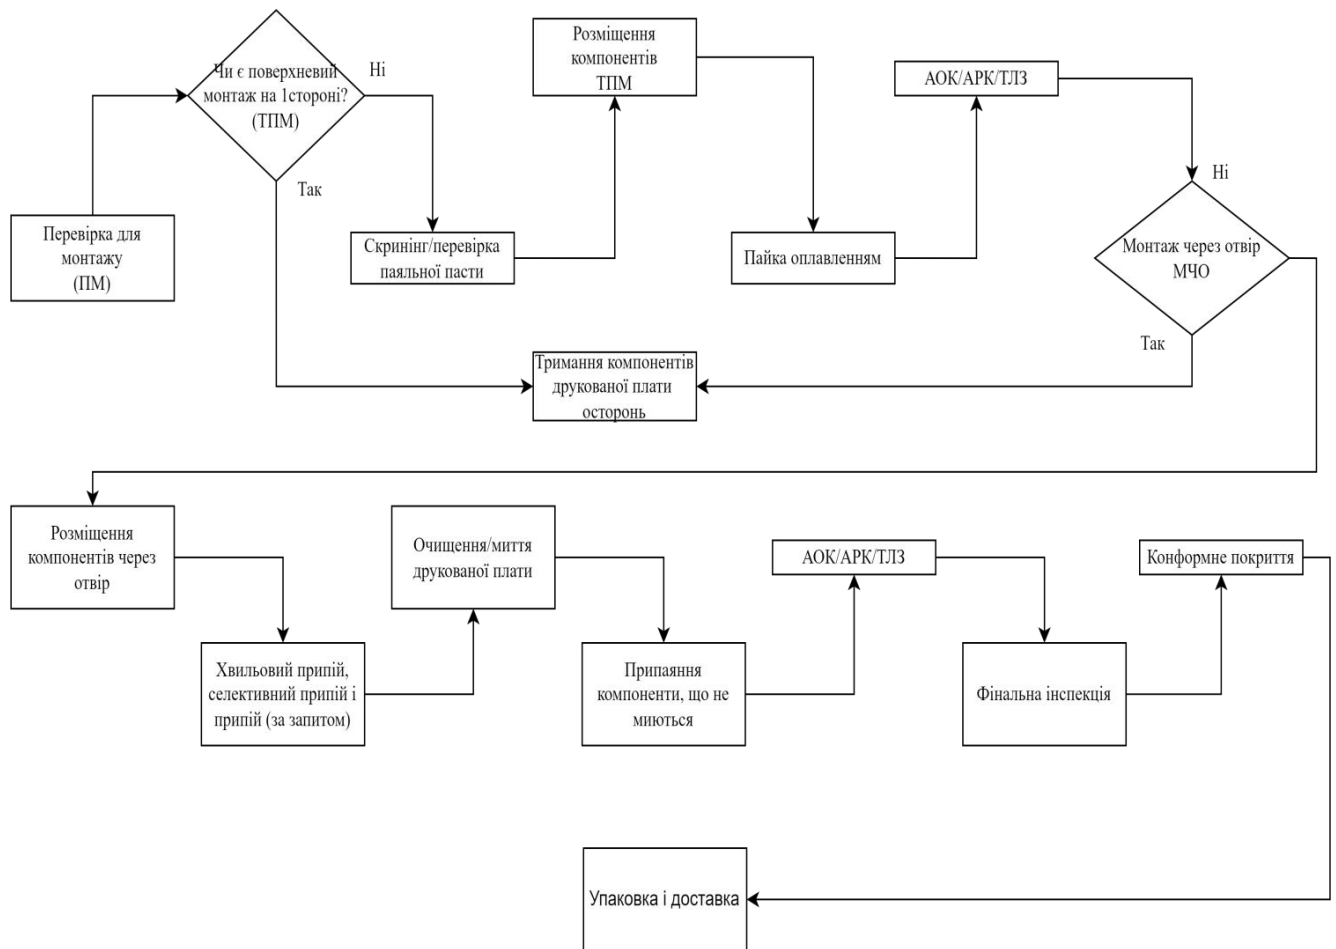 Чи є поверхневий
монтаж на 1стороні?
(ТПМ)
Ні
Так
Перевірка для
монтажу
(ПМ)
Скринінг/перевірка
паяльної пасти
Розміщення
компонентів
ТПМ
Пайка оплавленням
АОК/АРК/ТЛЗ
Ні
Монтаж через отвір
МЧО
Так
Тримання компонентів
друкованої плати
осторонь
Розміщення
компонентів через
отвір
Хвильовий припій,
селективний припій і
припій (за запитом)
Очищення/миття
друкованої плати
Припаяння
компоненти, що не
миються
АОК/АРК/ТЛЗ
Фінальна інспекція
Конформне покриття
Упаковка і доставка